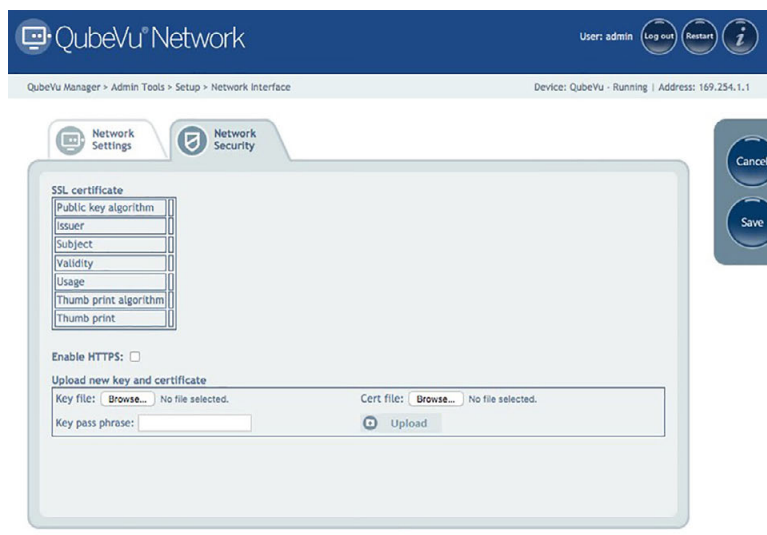 QubeVu® Network
User: admin
Log out
Restart
i
QubeVu Manager > Admin Tools > Setup > Network Interface
Device: QubeVu - Running | Address: 169.254.1.1
Network
Settings
Network
Security
Cancel
Save
SSL certificate
Public key algorithm
Issuer
Subject
Validity
Usage
Thumb print algorithm
Thumb print
Enable HTTPS:
Upload new key and certificate
Key file: Browse... No file selected.
Cert file: Browse... No file selected.
Key pass phrase:
Upload